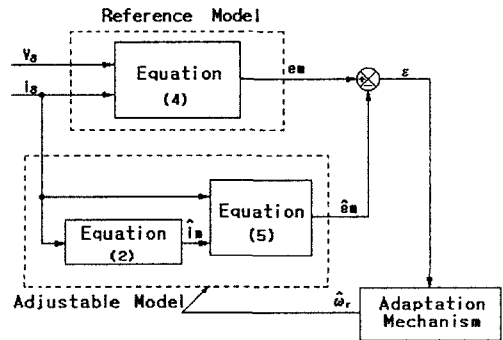 Reference Model
Vs
is
Equation
(4)
em
ε
Equation
(2)
îm
Equation
(5)
êm
Adjustable Model
ω̂r
Adaptation
Mechanism